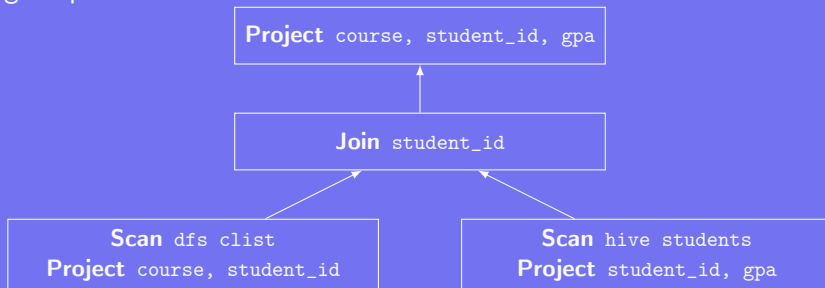 Project course, student_id, gpa
Join student_id
Scan dfs clist
Project course, student_id
Scan hive students
Project student_id, gpa